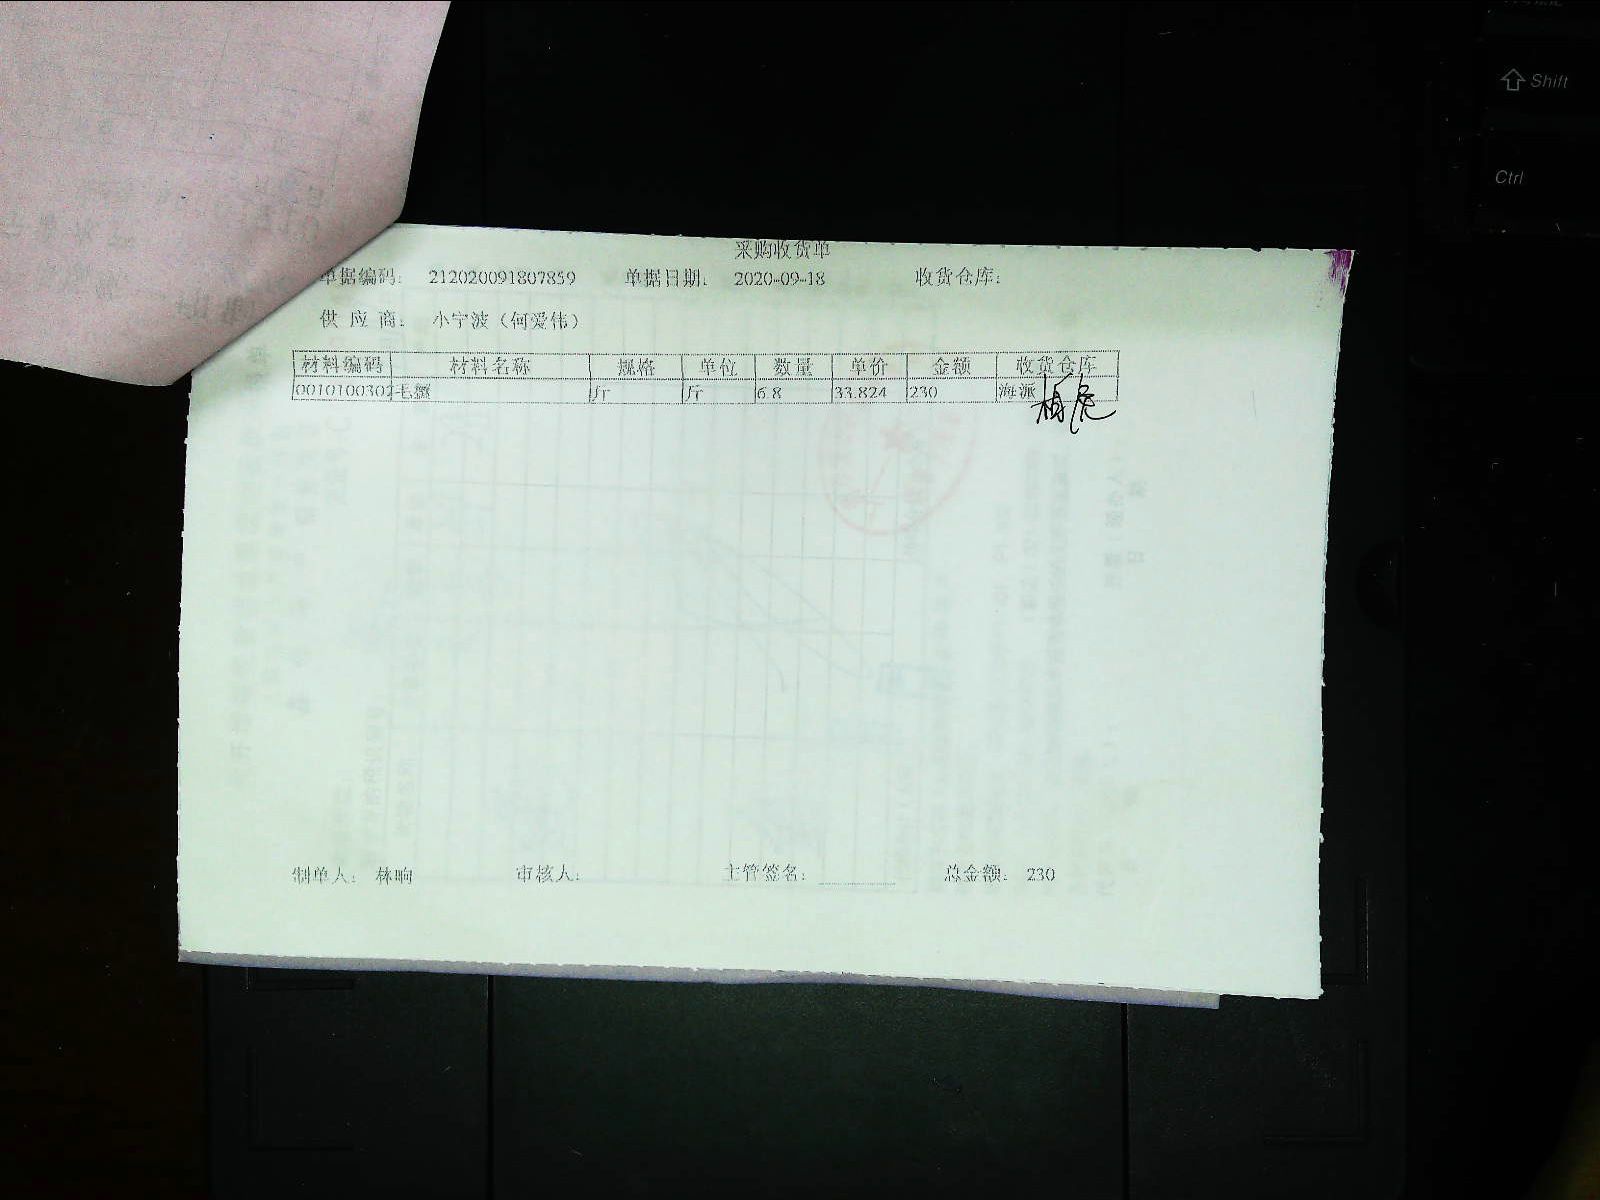 Shift
Ctrl
采购收货单
单据编码： 212020091807859 单据日期： 2020-09-18 收货仓库：
供 应 商： 小宁波（何爱伟）
材料编码 材料名称 规格 单位 数量 单价 金额 收货仓库
0010100302 毛蟹 斤 斤 6.8 33.824 230 海派
制单人： 林响 审核人： 主管签名： 总金额： 230